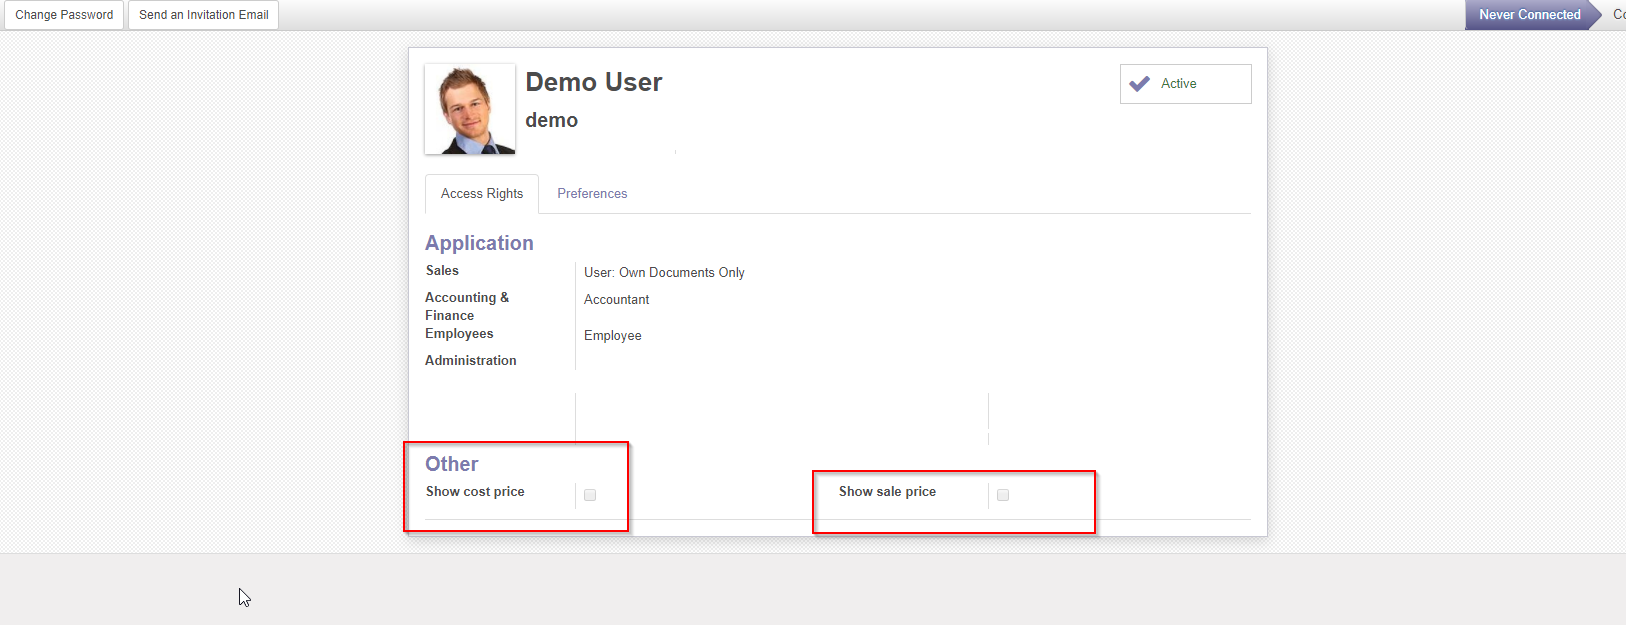 Change Password
Send an Invitation Email
Never Connected
Demo User
Active
demo
Access Rights
Preferences
Application
Sales
User: Own Documents Only
Accounting &
Finance
Accountant
Employees
Employee
Administration
Other
Show cost price
Show sale price